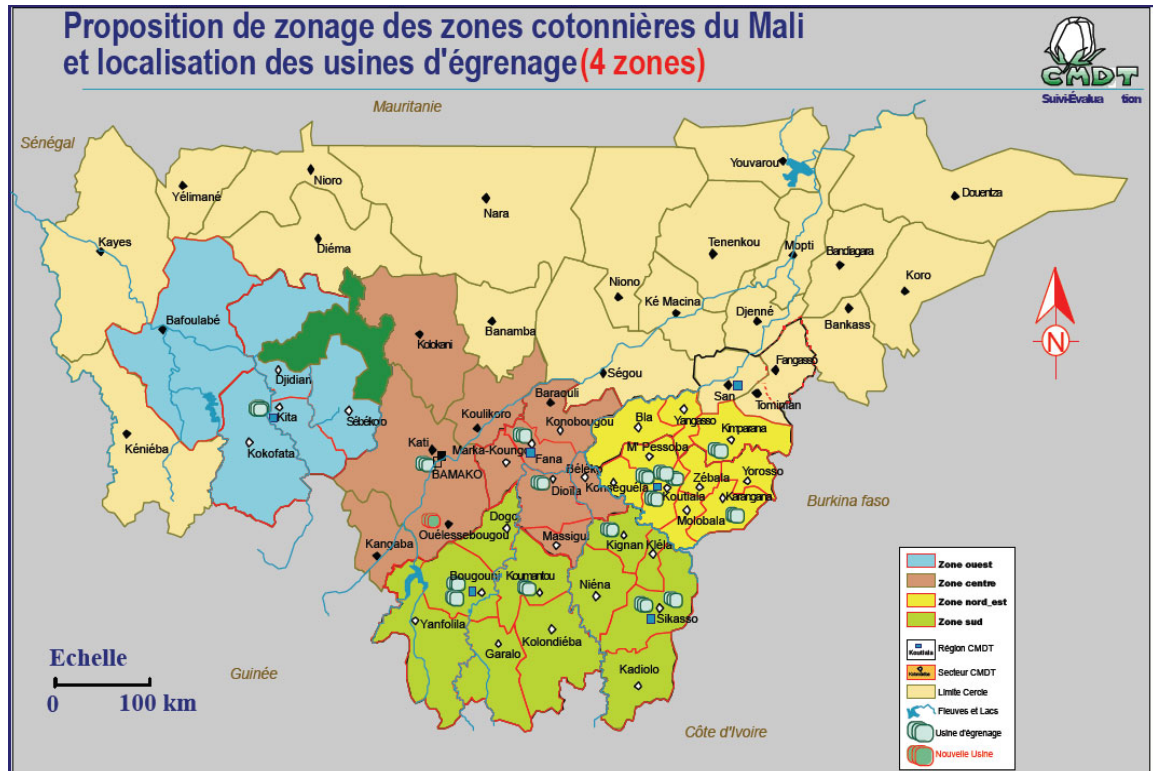 Proposition de zonage des zones cotonnières du Mali
et localisation des usines d'égrenage (4 zones)
CMDT
Suivi-Évalua tion
Mauritanie
Sénégal
Youvarou
Nioro
Yélimané
Douentza
Nara
Kayes
Diéma
Tenenkou
Mopti
Bandiagara
Koro
Niono
Ké Macina
Djenné
Bankass
Bafoulabé
Kolokani
Banamba
Fangasso
Ségou
San
Tominian
Djidian
Baraouli
Kita
Sébékoro
Koulikoro
Konobougou
Bla
Yangasso
Kimparana
Kéniéba
Kokofata
Kati
Marka-Koungo
Fana
M' Pessoba
BAMAKO
Béléko
Dioïla
Konséguela
Koutiala
Zébala
Yorosso
Karangana
Burkina faso
Molobala
Dogo
Ouélessebougou
Massigui
Kignan
Kléla
Kangaba
Bougouni
Koumantou
Niéna
Sikasso
Yanfolila
Kolondiéba
Garalo
Kadiolo
Guinée
Côte d'Ivoire
N
Echelle
0 100 km
Zone ouest
Zone centre
Zone nord_est
Zone sud
Koutiala
Région CMDT
Secteur CMDT
Limite Cercle
Fleuves et Lacs
Usine d'égrenage
Nouvelle Usine